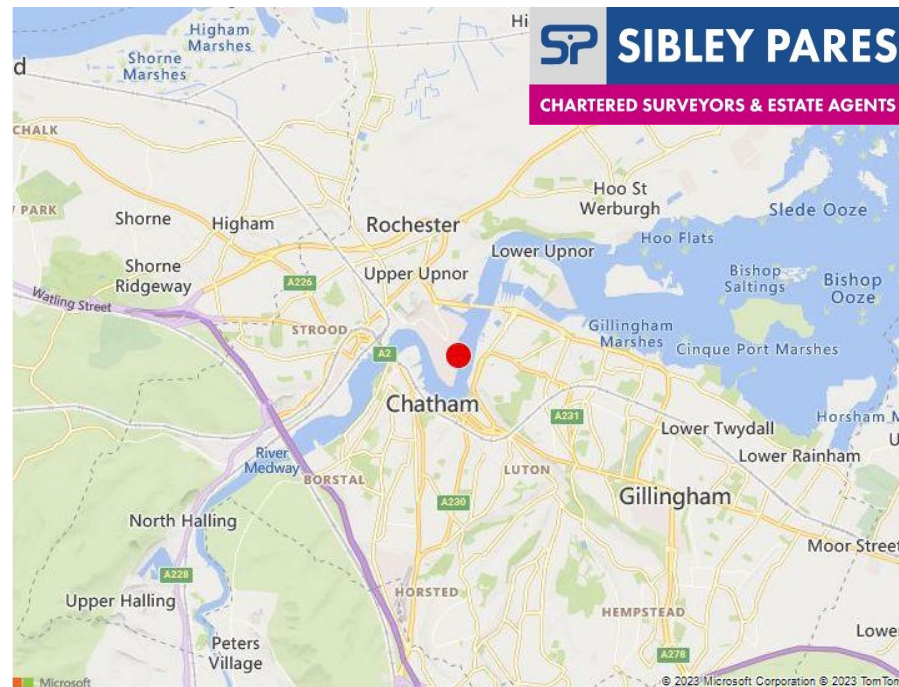 SP SIBLEY PARES
CHARTERED SURVEYORS & ESTATE AGENTS
Hi
Higham
Marshes
Shorne
Marshes
d
CHALK
PARK
Shorne
Higham
Rochester
Hoo St
Werburgh
Slede Ooze
Lower Upnor
Hoo Flats
Shorne
Ridgeway
A226
Upper Upnor
Bishop
Saltings
Bishop
Ooze
Watling Street
STROOD
A2
Gillingham
Marshes
Cinque Port Marshes
Chatham
A231
Horsham M
Lower Twydall
U
River
Medway
Lower Rainham
BORSTAL
LUTON
Gillingham
A230
North Halling
Moor Street
A228
Upper Halling
HORSTED
HEMPSTEAD
Peters
Village
Lowe
A278
Microsoft
© 2023 Microsoft Corporation © 2023 TomTom